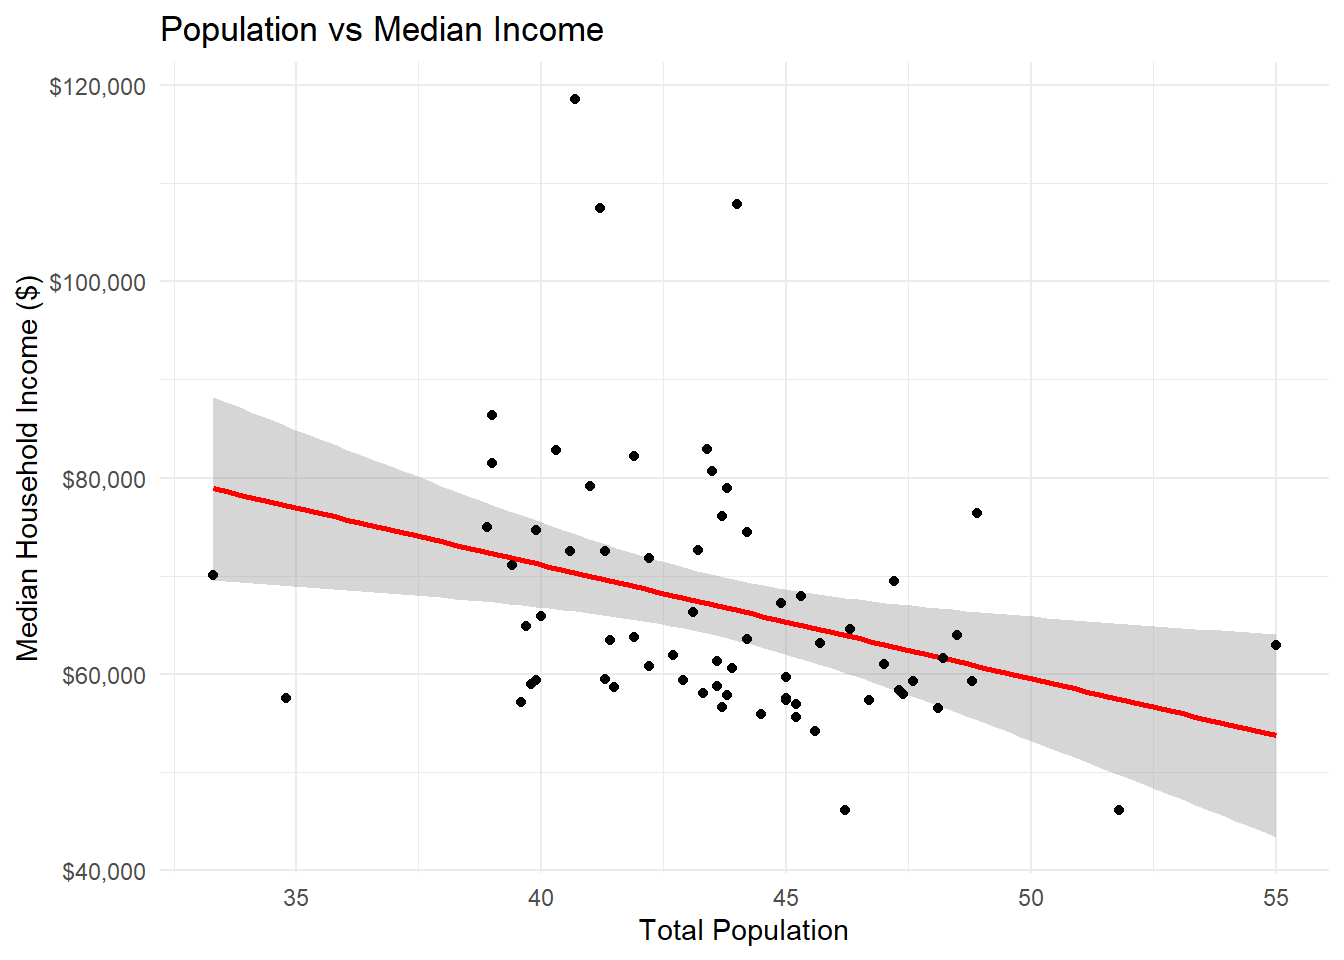 Population vs Median Income
Median Household Income ($)
$120,000
$100,000
$80,000
$60,000
$40,000
35 40 45 50 55
Total Population